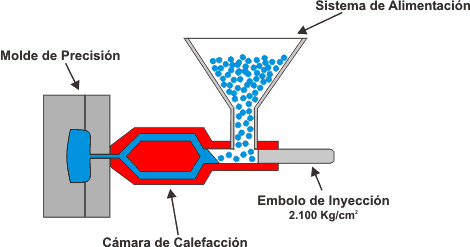 Sistema de Alimentación
Molde de Precisión
Embolo de Inyección
2.100 Kg/cm²
Cámara de Calefacción